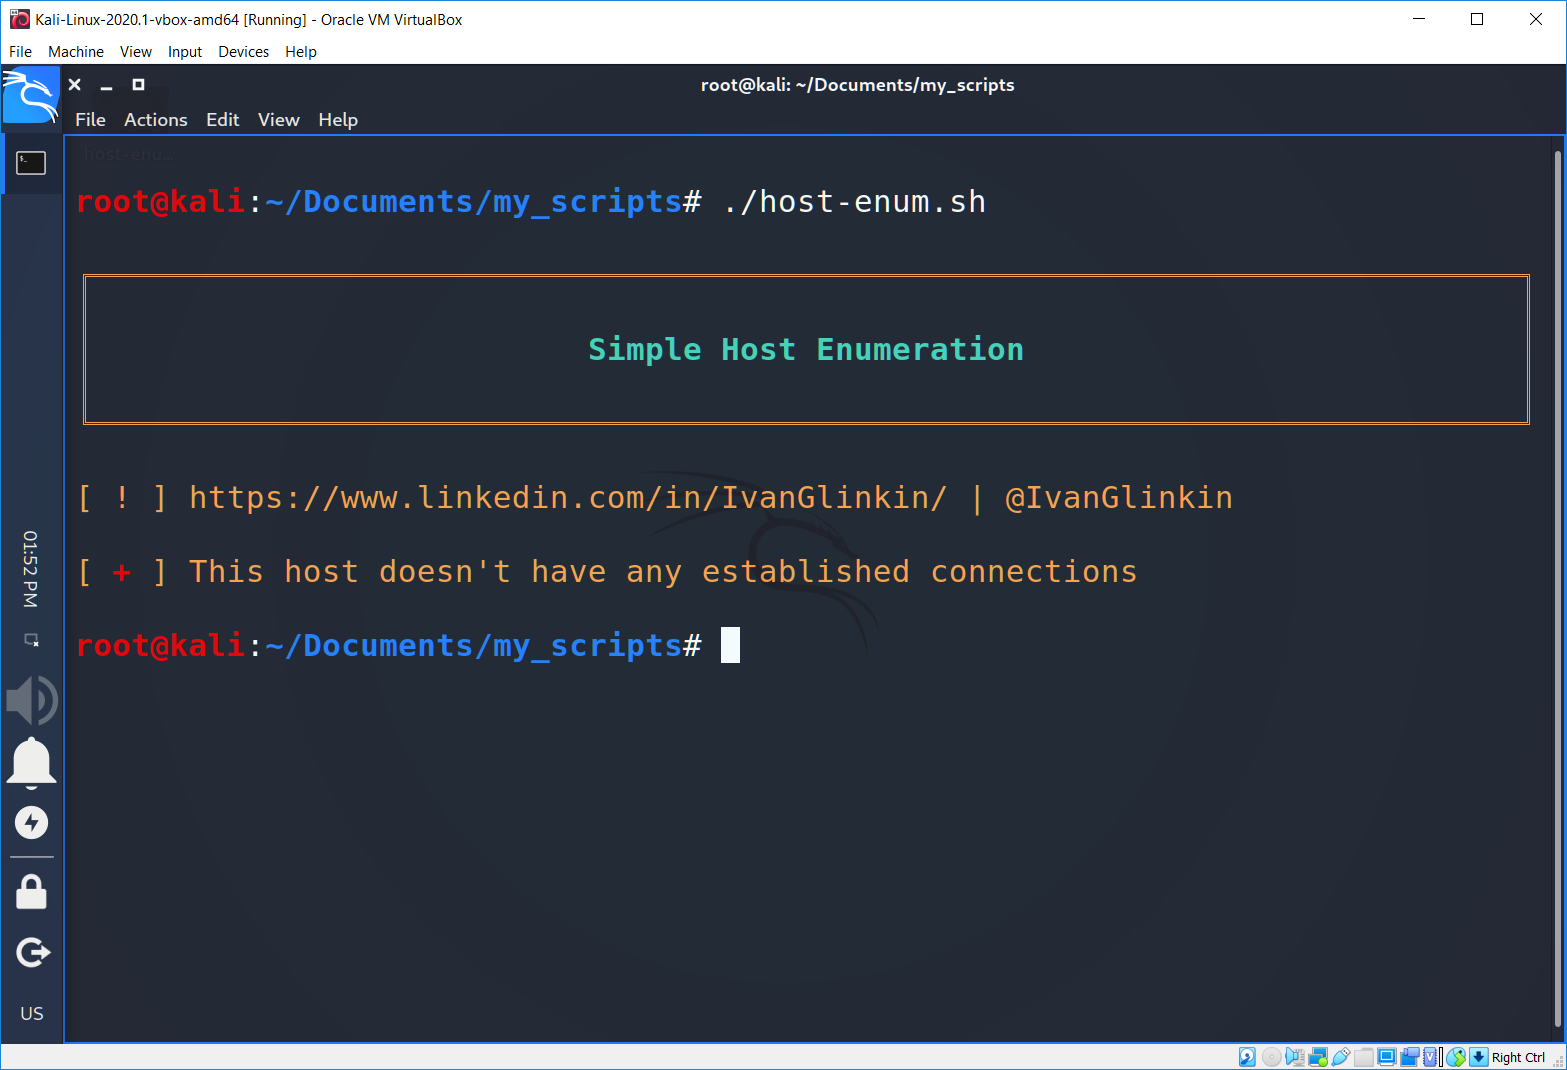 Kali-Linux-2020.1-vbox-amd64 [Running] - Oracle VM VirtualBox
File Machine View Input Devices Help
root@kali: ~/Documents/my_scripts
File Actions Edit View Help
host-enu...
root@kali:~/Documents/my_scripts# ./host-enum.sh
Simple Host Enumeration
[ ! ] https://www.linkedin.com/in/IvanGlinkin/ | @IvanGlinkin
[ + ] This host doesn't have any established connections
root@kali:~/Documents/my_scripts#
01:52 PM
US
Right Ctrl